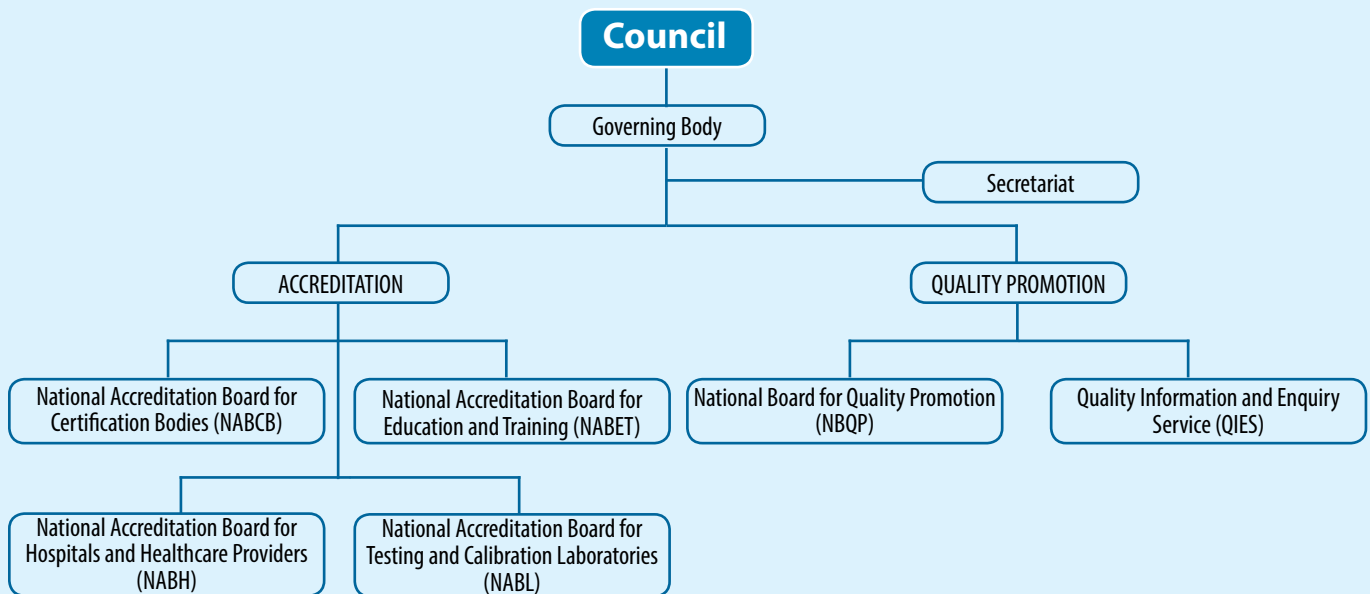 Council
Governing Body
Secretariat
ACCREDITATION
QUALITY PROMOTION
National Accreditation Board for
Certification Bodies (NABCB)
National Accreditation Board for
Education and Training (NABET)
National Board for Quality Promotion
(NBQP)
Quality Information and Enquiry
Service (QIES)
National Accreditation Board for
Hospitals and Healthcare Providers
(NABH)
National Accreditation Board for
Testing and Calibration Laboratories
(NABL)